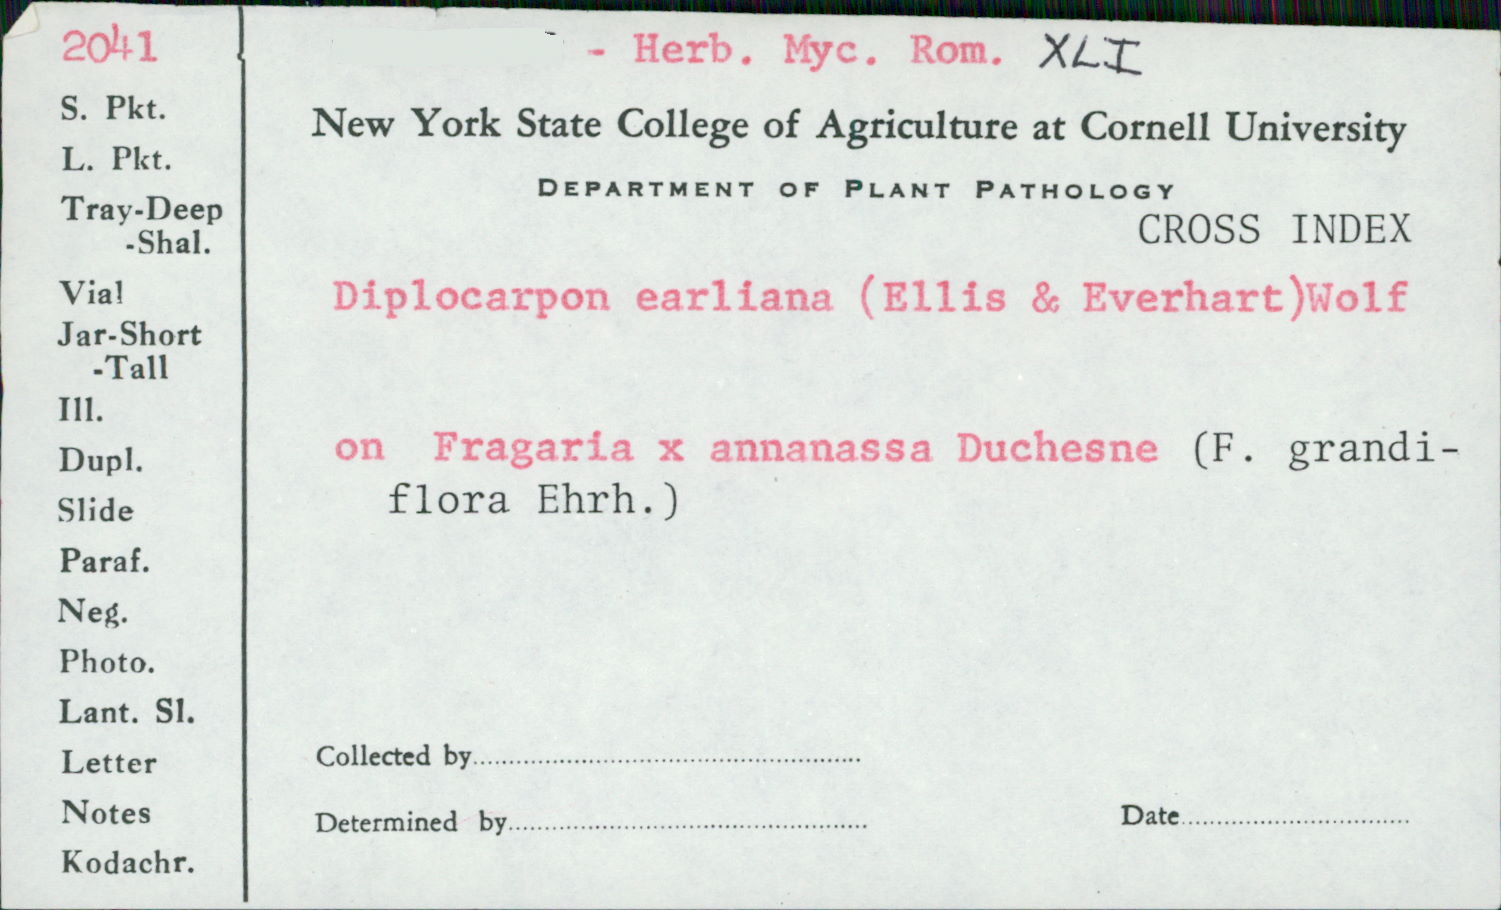 2041
- Herb. Myc. Rom. XLI
New York State College of Agriculture at Cornell University
DEPARTMENT OF PLANT PATHOLOGY
CROSS INDEX
Diplocarpon earliana (Ellis & Everhart)Wolf
on Fragaria x annanassa Duchesne (F. grandi-
flora Ehrh.)
Collected by
Determined by
Date
S. Pkt.
L. Pkt.
Tray-Deep
-Shal.
Vial
Jar-Short
-Tall
Ill.
Dupl.
Slide
Paraf.
Neg.
Photo.
Lant. Sl.
Letter
Notes
Kodachr.